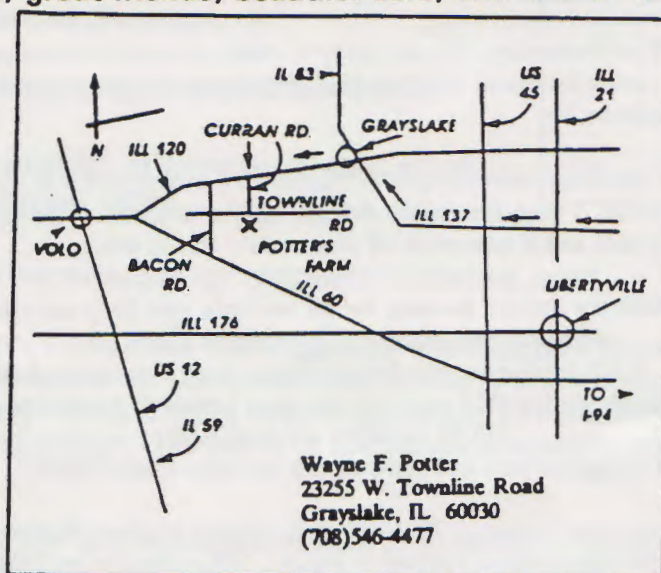 IL 83
US
45
ILL
21
CURRAN RD.
GRAYSLAKE
N
ILL 120
TOWNLINE
RD
ILL 137
X
VOLO
BACON
RD.
POTTER'S
FARM
ILL 60
LIBERTYVILLE
ILL 176
US 12
TO
I-94
IL 59
Wayne F. Potter
23255 W. Townline Road
Grayslake, IL 60030
(708)546-4477